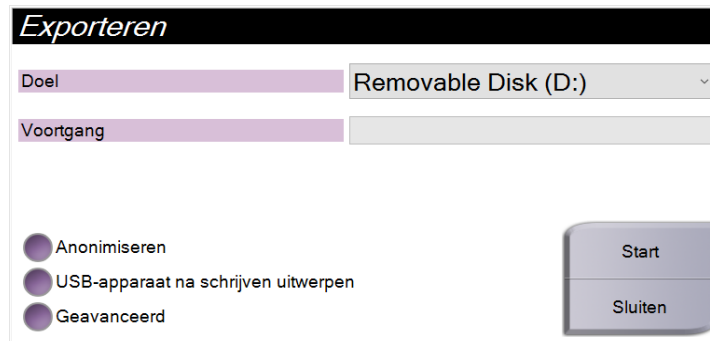 Exporteren
Doel
Removable Disk (D:)
Voortgang
Anonimiseren
USB-apparaat na schrijven uitwerpen
Geavanceerd
Start
Sluiten